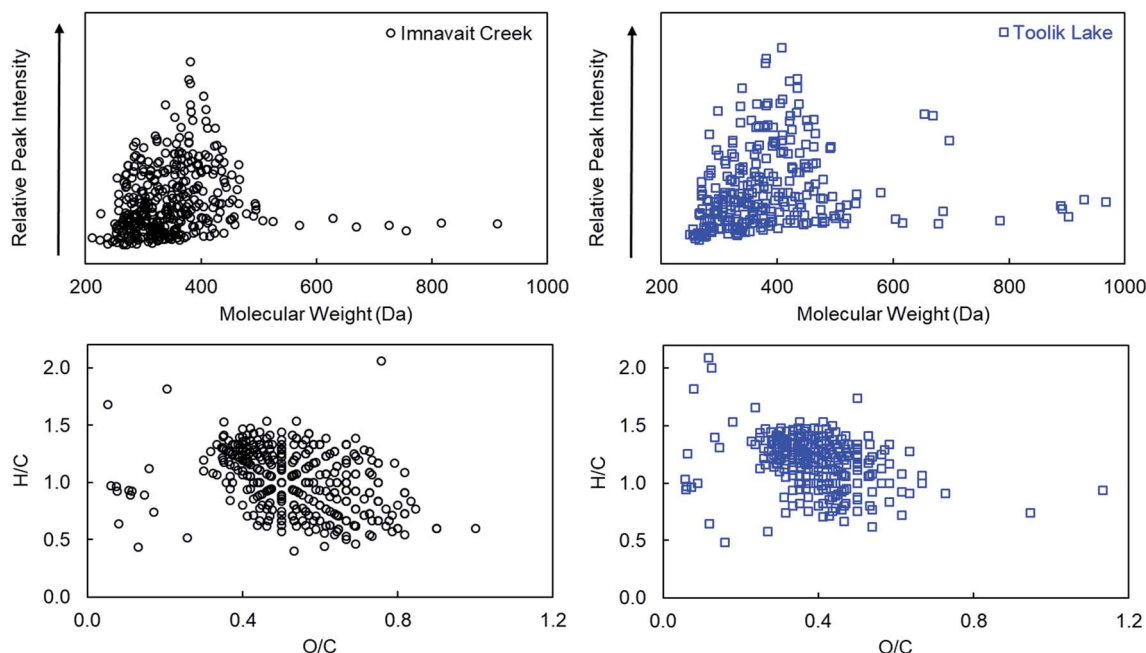 Imnavait Creek
Relative Peak Intensity
200 400 600 800 1000
Molecular Weight (Da)
Toolik Lake
Relative Peak Intensity
200 400 600 800 1000
Molecular Weight (Da)
2.0
1.5
1.0
0.5
0.0
H/C
0.0 0.4 0.8 1.2
O/C
2.0
1.5
1.0
0.5
0.0
H/C
0.0 0.4 0.8 1.2
O/C